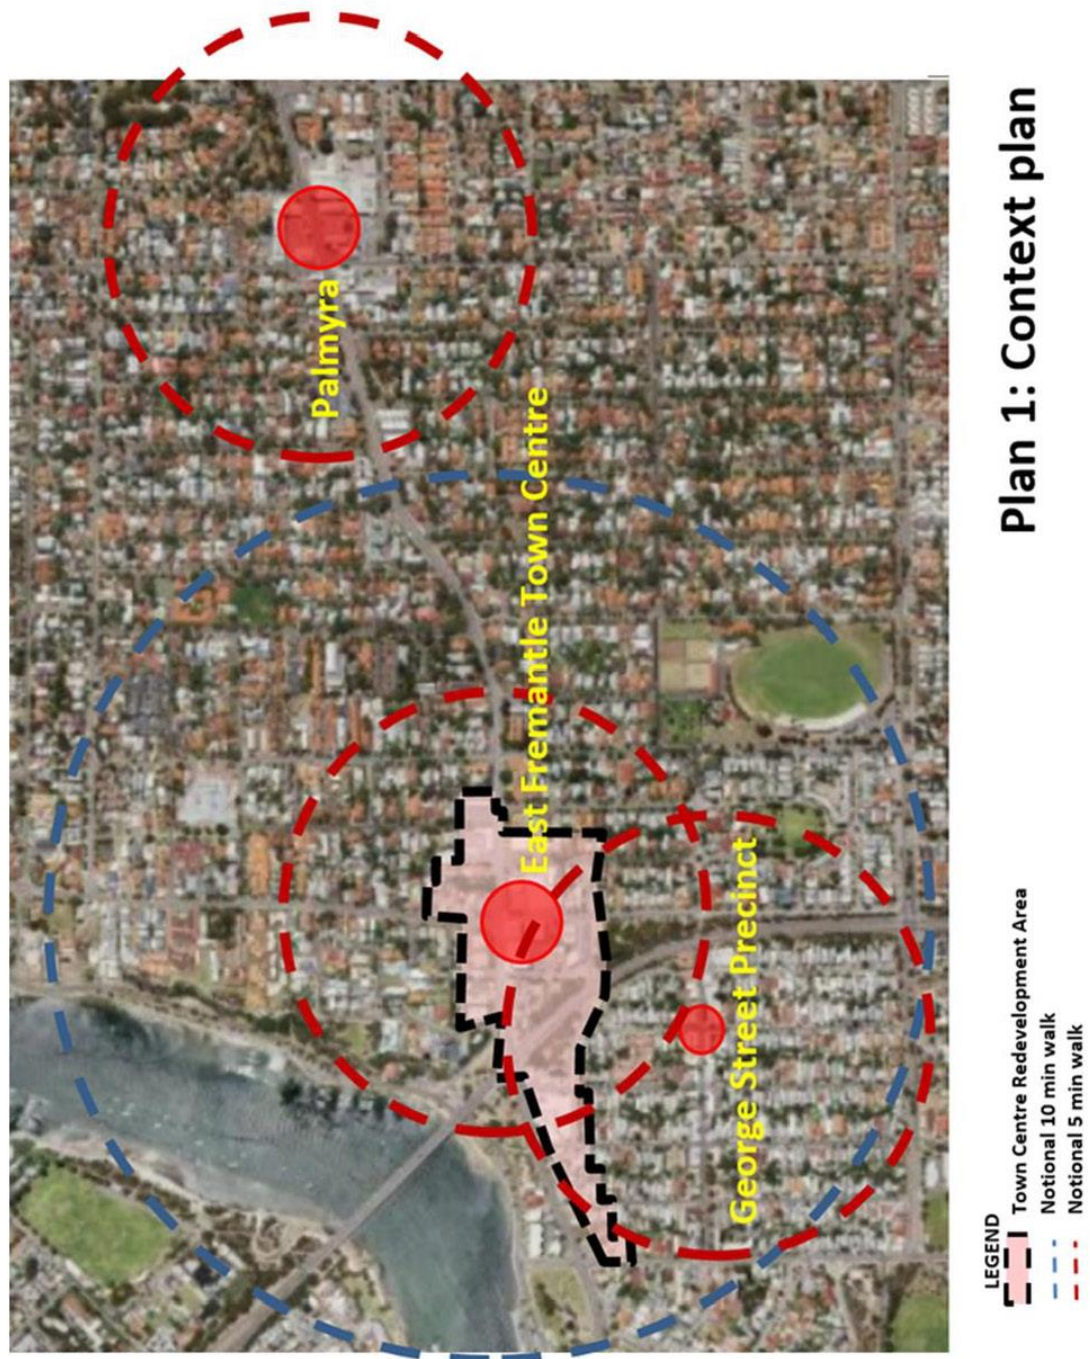 Palmyra
East Fremantle Town Centre
George Street Precinct
Plan 1: Context plan
LEGEND
Town Centre Redevelopment Area
Notional 10 min walk
Notional 5 min walk